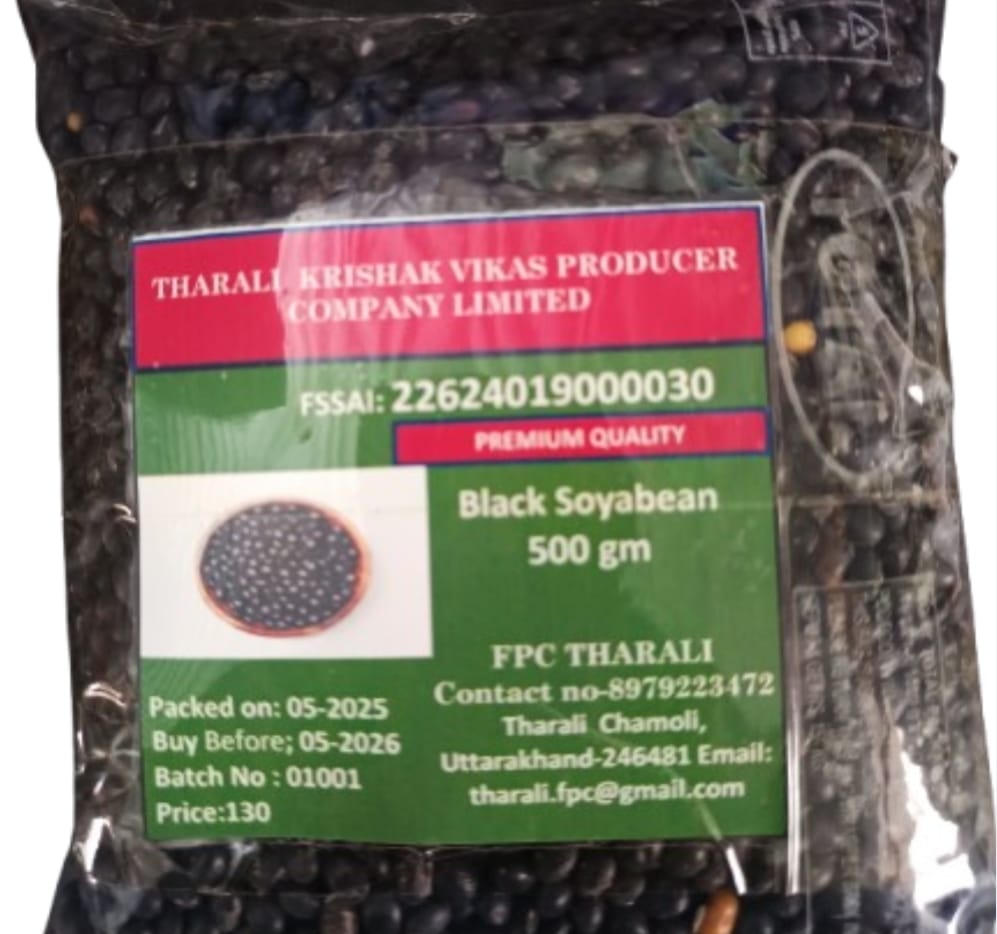 THARALI KRISHAK VIKAS PRODUCER
COMPANY LIMITED
FSSAI: 22624019000030
PREMIUM QUALITY
Black Soyabean
500 gm
FPC THARALI
Contact no-8979223472
Tharali Chamoli,
Uttarakhand-246481 Email:
tharali.fpc@gmail.com
Packed on: 05-2025
Buy Before; 05-2026
Batch No : 01001
Price:130